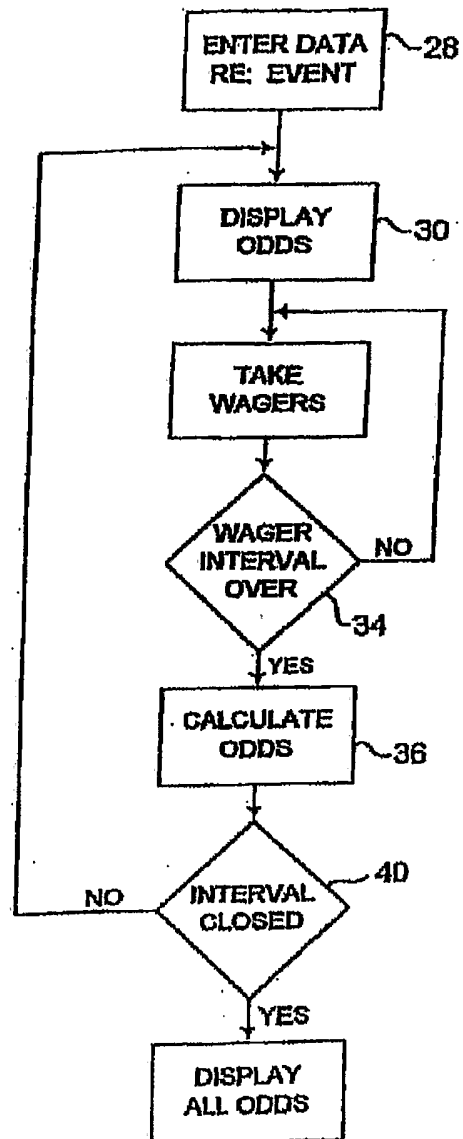 ENTER DATA
RE: EVENT
28
DISPLAY
ODDS
30
TAKE
WAGERS
WAGER
INTERVAL
OVER
NO
34
YES
CALCULATE
ODDS
36
40
NO
INTERVAL
CLOSED
YES
DISPLAY
ALL ODDS